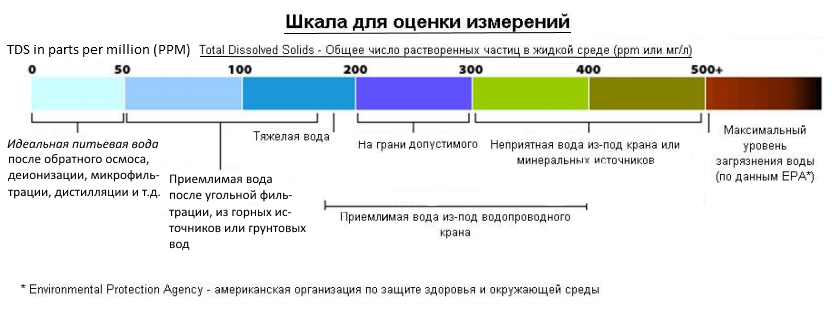 Шкала для оценки измерений
TDS in parts per million (PPM) Total Dissolved Solids - Общее число растворенных частиц в жидкой среде (ppm или мг/л)
0 50 100 200 300 400 500+
Идеальная питьевая вода
после обратного осмоса,
деионизации, микрофиль-
трации, дистилляции и т.д.
Приемлимая вода
после угольной филь-
трации, из горных ис-
точников или грунтовых
вод
Тяжелая вода
На грани допустимого
Неприятная вода из-под крана или
минеральных источников
Максимальный
уровень
загрязнения воды
(по данным EPA*)
Приемлимая вода из-под водопроводного
крана
* Environmental Protection Agency - американская организация по защите здоровья и окружающей среды